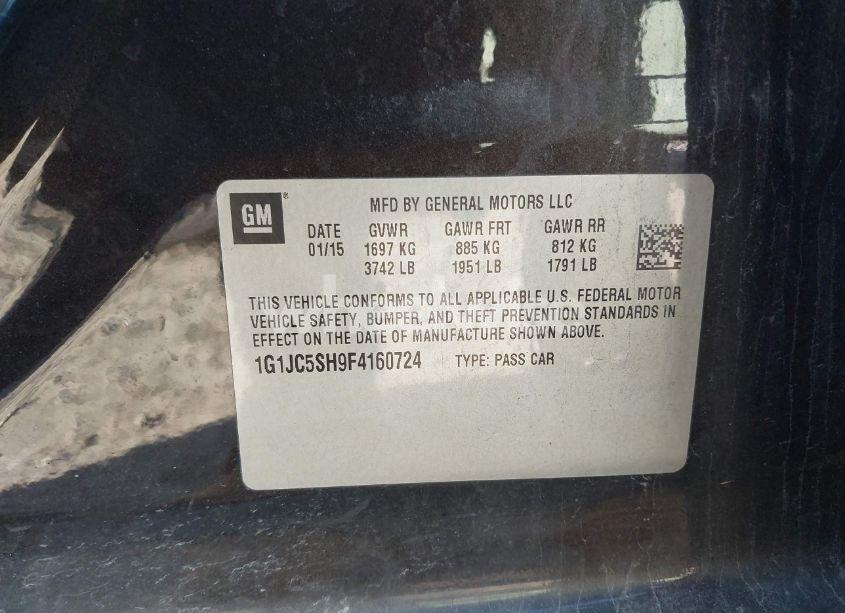 GM ® MFD BY GENERAL MOTORS LLC
DATE GVWR GAWR FRT GAWR RR
01/15 1697 KG 885 KG 812 KG
3742 LB 1951 LB 1791 LB
THIS VEHICLE CONFORMS TO ALL APPLICABLE U.S. FEDERAL MOTOR
VEHICLE SAFETY, BUMPER, AND THEFT PREVENTION STANDARDS IN
EFFECT ON THE DATE OF MANUFACTURE SHOWN ABOVE.
1G1JC5SH9F4160724 TYPE: PASS CAR